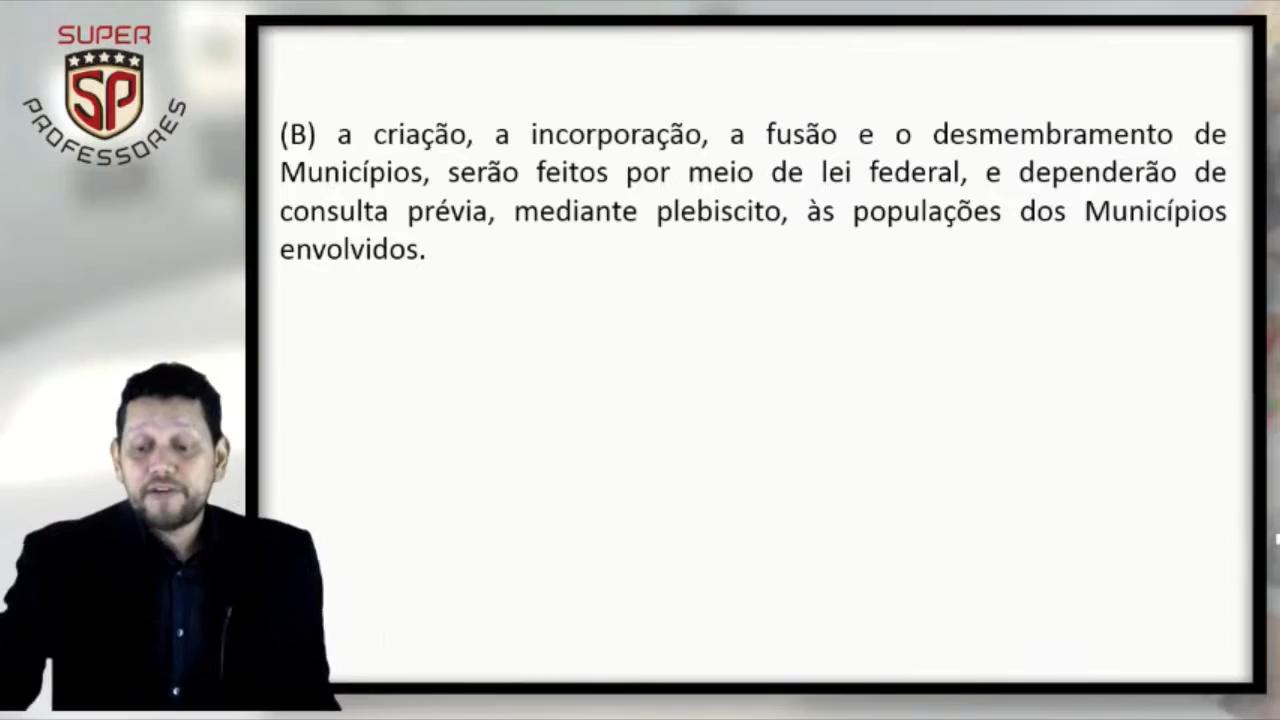 SUPER
SP
PROFESSORES
(B) a criação, a incorporação, a fusão e o desmembramento de
Municípios, serão feitos por meio de lei federal, e dependerão de
consulta prévia, mediante plebiscito, às populações dos Municípios
envolvidos.